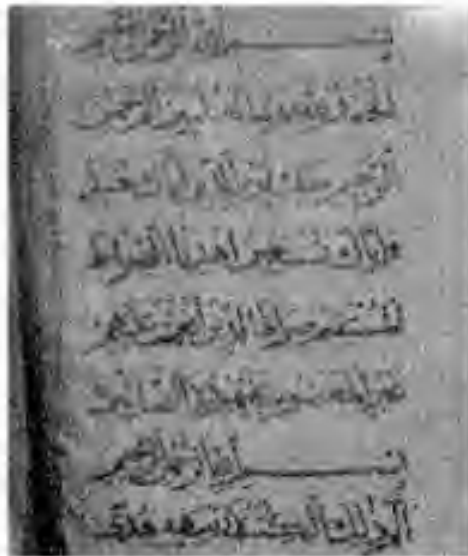 بسم الله الرحمن الرحيم
الحمد لله رب العالمين الرحمن
الرحيم ملك يوم الدين اياك نعبد
واياك نستعين اهدنا الصراط
المستقيم صراط الذين انعمت عليهم
غير المغضوب عليهم ولا الضالين
بسم الله الرحمن الرحيم
الم ذلك الكتب لا ريب فيه هدى